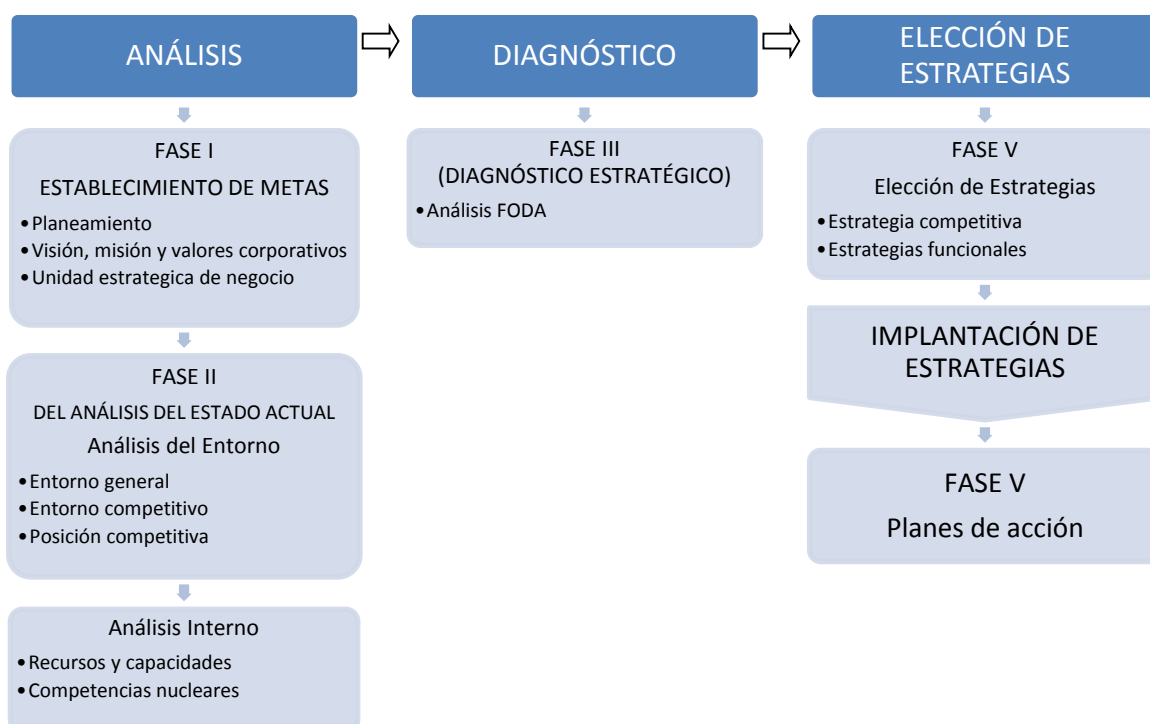 ANÁLISIS
FASE I
ESTABLECIMIENTO DE METAS
•Planeamiento
•Visión, misión y valores corporativos
•Unidad estrategica de negocio
FASE II
DEL ANÁLISIS DEL ESTADO ACTUAL
Análisis del Entorno
•Entorno general
•Entorno competitivo
•Posición competitiva
Análisis Interno
•Recursos y capacidades
•Competencias nucleares
DIAGNÓSTICO
FASE III
(DIAGNÓSTICO ESTRATÉGICO)
•Análisis FODA
ELECCIÓN DE
ESTRATEGIAS
FASE V
Elección de Estrategias
•Estrategia competitiva
•Estrategias funcionales
IMPLANTACIÓN DE
ESTRATEGIAS
FASE V
Planes de acción